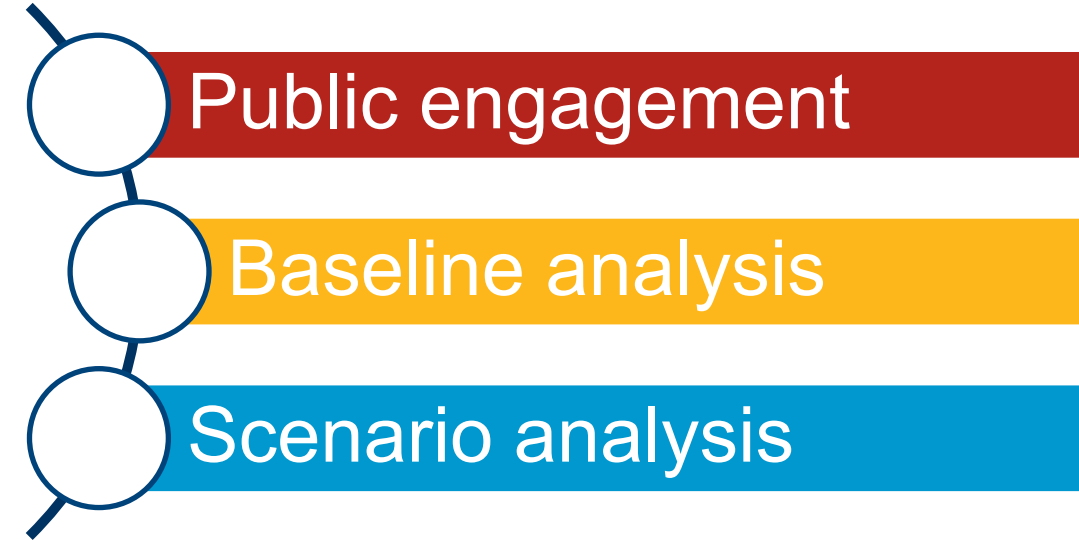 Public engagement
Baseline analysis
Scenario analysis